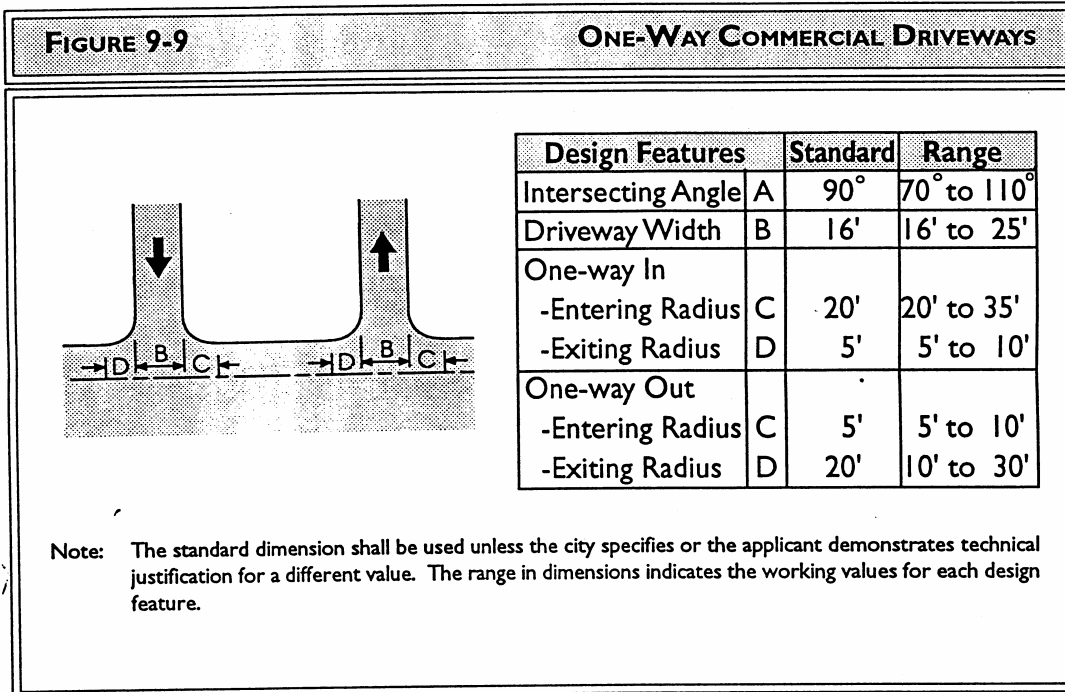 FIGURE 9-9
ONE-WAY COMMERCIAL DRIVEWAYS
D B C D B C
Design Features Standard Range
Intersecting Angle A 90° 70° to 110°
Driveway Width B 16' 16' to 25'
One-way In
-Entering Radius C 20' 20' to 35'
-Exiting Radius D 5' 5' to 10'
One-way Out
-Entering Radius C 5' 5' to 10'
-Exiting Radius D 20' 10' to 30'
Note: The standard dimension shall be used unless the city specifies or the applicant demonstrates technical
justification for a different value. The range in dimensions indicates the working values for each design
feature.